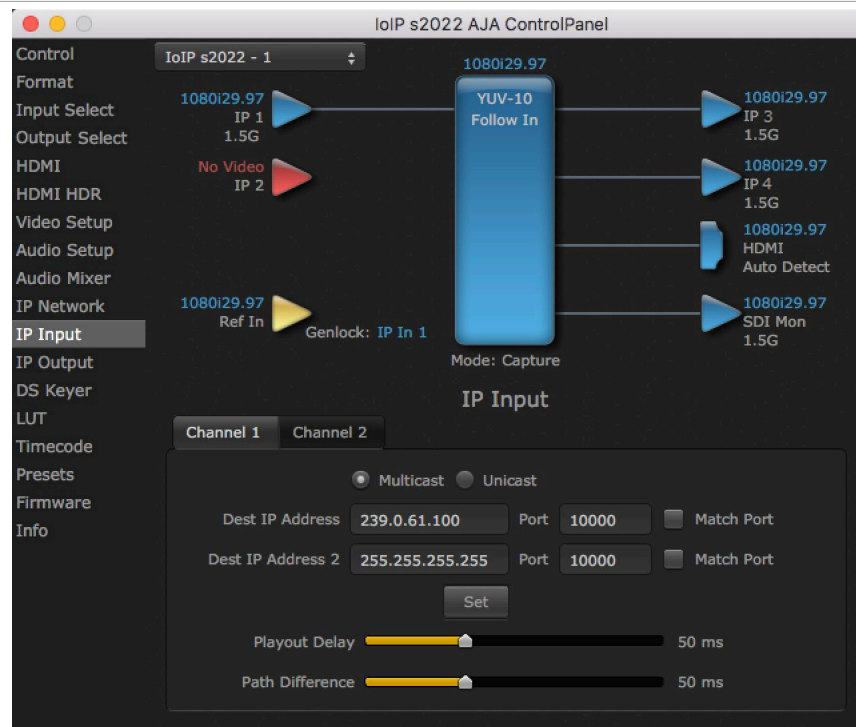 IoIP s2022 AJA ControlPanel
Control
Format
Input Select
Output Select
HDMI
HDMI HDR
Video Setup
Audio Setup
Audio Mixer
IP Network
IP Input
IP Output
DS Keyer
LUT
Timecode
Presets
Firmware
Info
IoIP s2022 - 1
1080i29.97
YUV-10
Follow In
1080i29.97
IP 1
1.5G
No Video
IP 2
1080i29.97
Ref In
Genlock: IP In 1
1080i29.97
IP 3
1.5G
1080i29.97
IP 4
1.5G
1080i29.97
HDMI
Auto Detect
1080i29.97
SDI Mon
1.5G
Mode: Capture
IP Input
Channel 1 Channel 2
Multicast Unicast
Dest IP Address 239.0.61.100 Port 10000 Match Port
Dest IP Address 2 255.255.255.255 Port 10000 Match Port
Set
Playout Delay 50 ms
Path Difference 50 ms